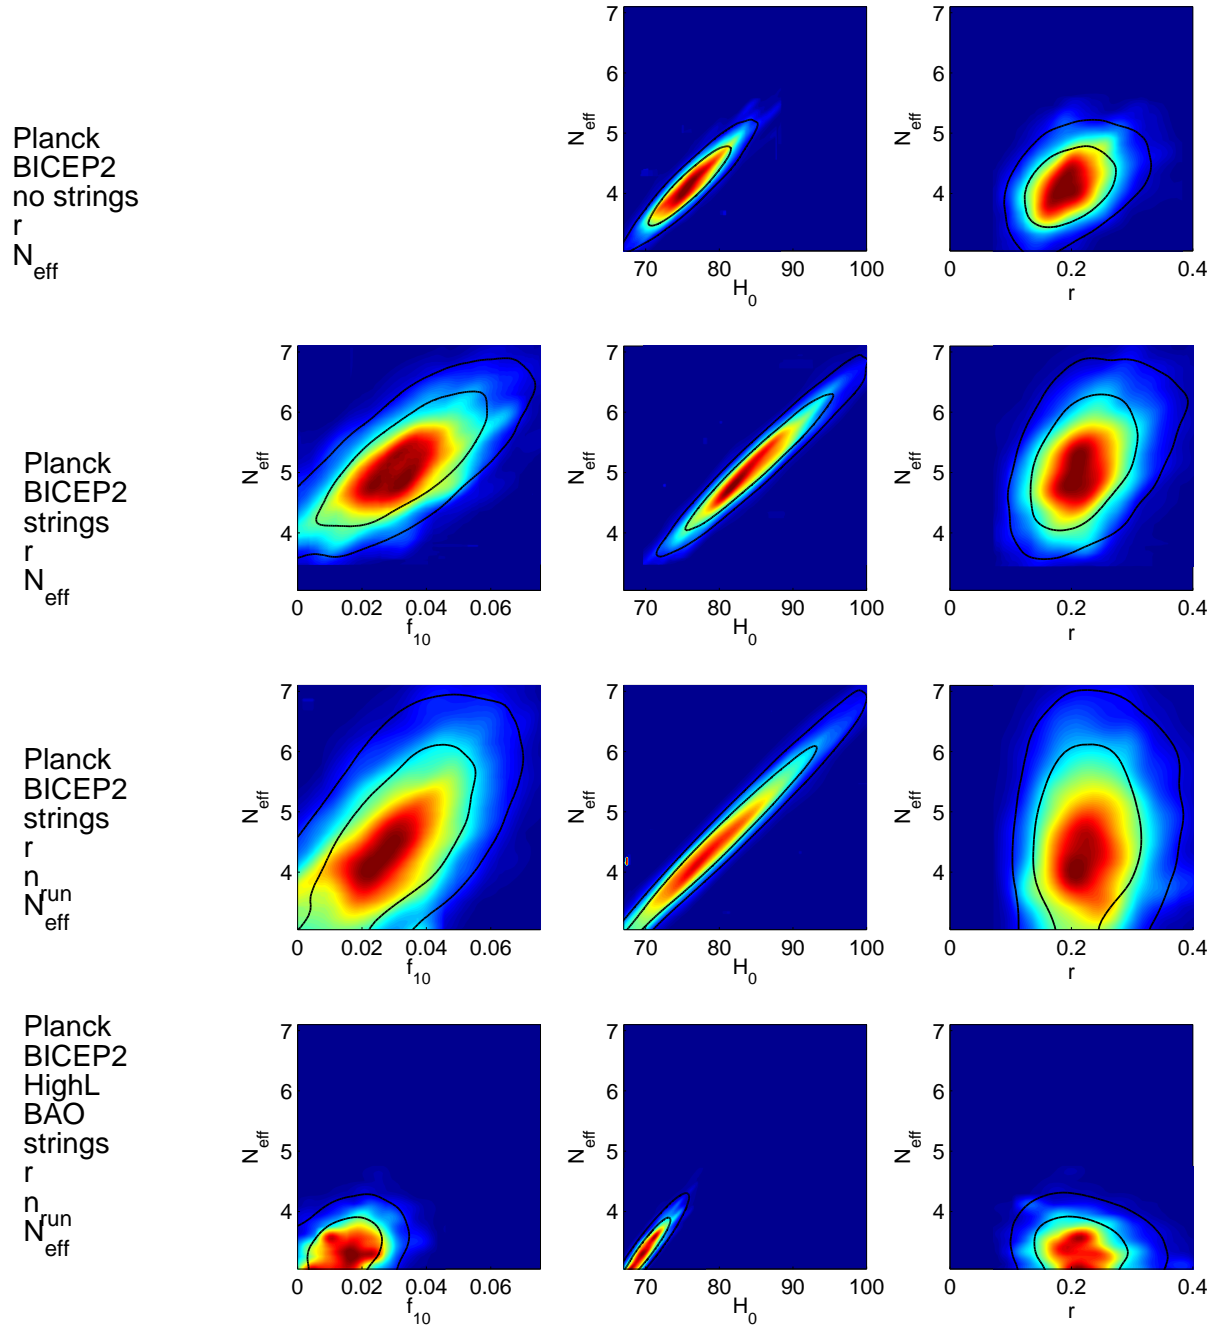 Planck
BICEP2
no strings
r
N_eff
7
6
5
4
N_eff
70 80 90 100
H_0
N_eff
7
6
5
4
0 0.2 0.4
r
Planck
BICEP2
strings
r
N_eff
7
6
5
4
N_eff
0 0.02 0.04 0.06
f_10
7
6
5
4
N_eff
70 80 90 100
H_0
7
6
5
4
N_eff
0 0.2 0.4
r
Planck
BICEP2
strings
r
n_run
N_eff
7
6
5
4
N_eff
0 0.02 0.04 0.06
f_10
7
6
5
4
N_eff
70 80 90 100
H_0
7
6
5
4
N_eff
0 0.2 0.4
r
Planck
BICEP2
HighL
BAO
strings
r
n_run
N_eff
7
6
5
4
N_eff
0 0.02 0.04 0.06
f_10
7
6
5
4
N_eff
70 80 90 100
H_0
7
6
5
4
N_eff
0 0.2 0.4
r